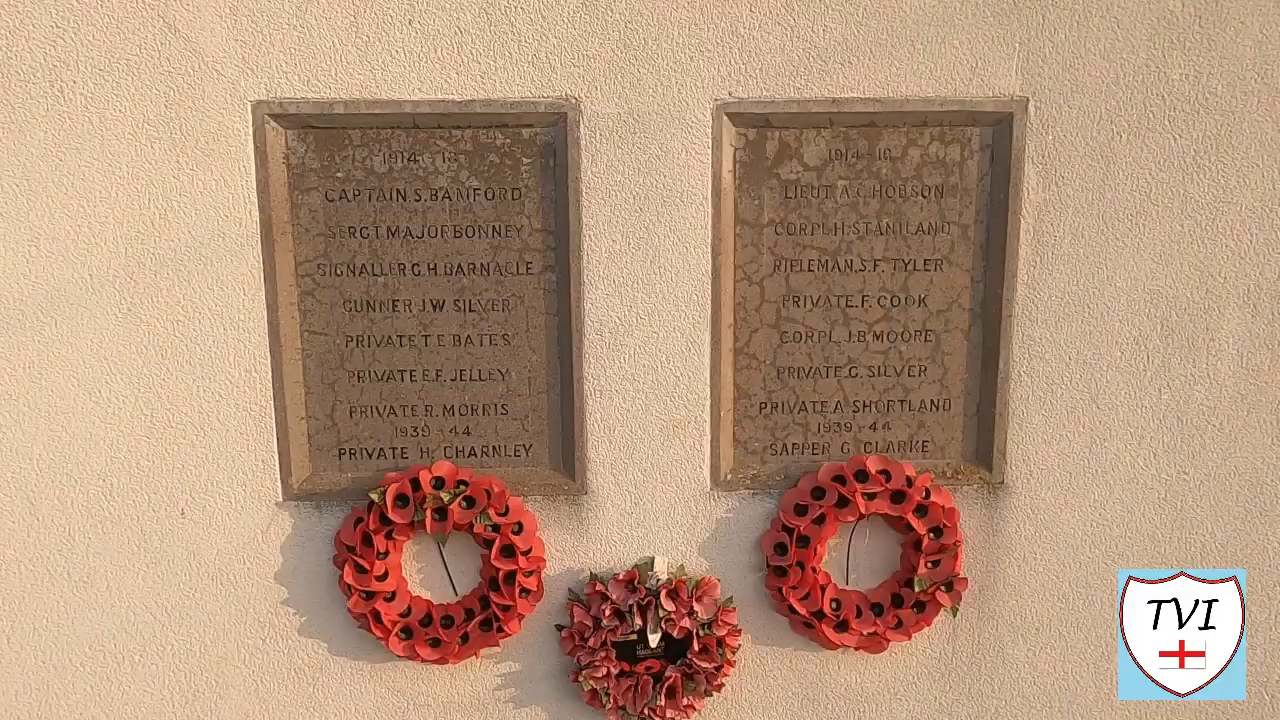 1914-18
CAPTAIN.S.BAMFORD
SERGT MAJOR BONNEY
SIGNALLER G.H.BARNACLE
GUNNER J.W. SILVER
PRIVATE T E BATES
PRIVATE E.F. JELLEY
PRIVATE R. MORRIS
1939-44
PRIVATE H. CHARNLEY
1914-18
LIEUT. A.C. HOBSON
CORPL H. STANILAND
RIFLEMAN.S.F. TYLER
PRIVATE.F. COOK
CORPL. J.B MOORE
PRIVATE.G. SILVER
PRIVATE A. SHORTLAND
1939-44
SAPPER G. CLARKE
TVI